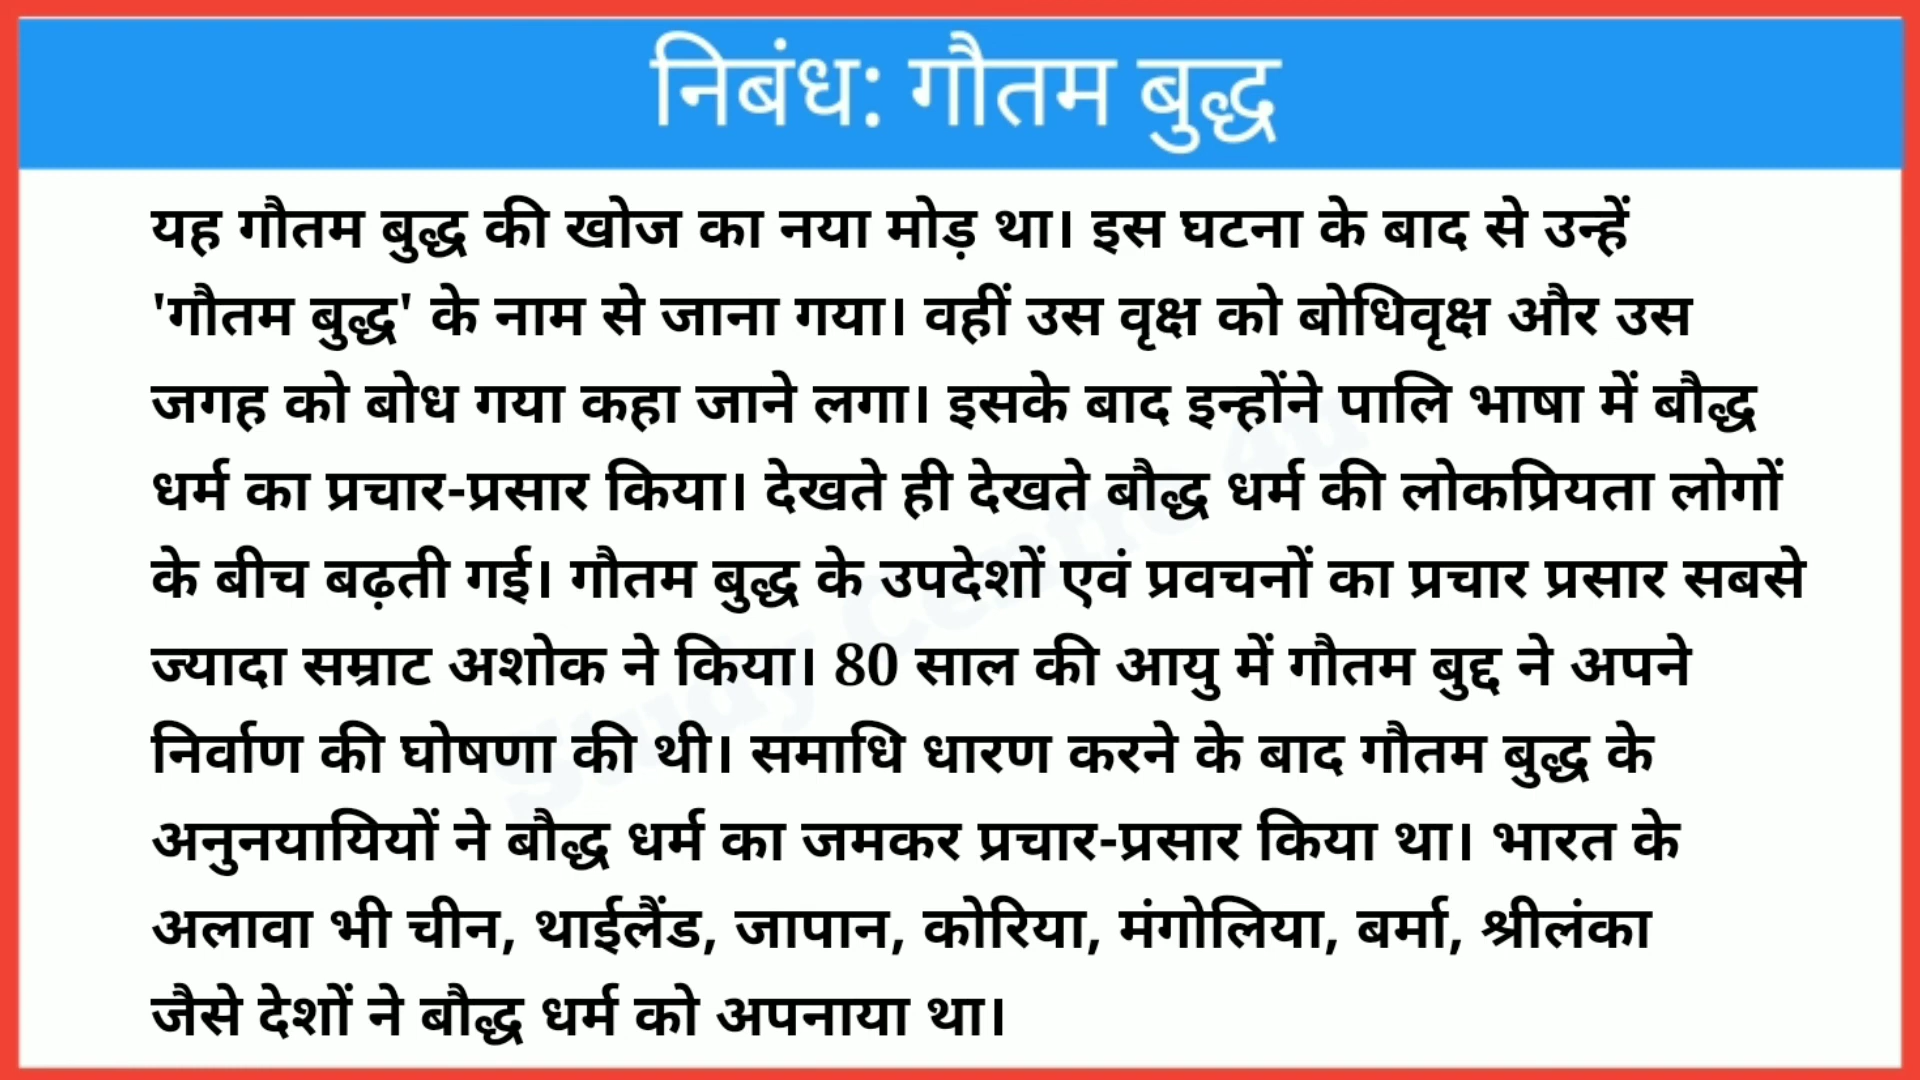 निबंध: गौतम बुद्ध
यह गौतम बुद्ध की खोज का नया मोड़ था। इस घटना के बाद से उन्हें
'गौतम बुद्ध' के नाम से जाना गया। वहीं उस वृक्ष को बोधिवृक्ष और उस
जगह को बोध गया कहा जाने लगा। इसके बाद इन्होंने पालि भाषा में बौद्ध
धर्म का प्रचार-प्रसार किया। देखते ही देखते बौद्ध धर्म की लोकप्रियता लोगों
के बीच बढ़ती गई। गौतम बुद्ध के उपदेशों एवं प्रवचनों का प्रचार प्रसार सबसे
ज्यादा सम्राट अशोक ने किया। 80 साल की आयु में गौतम बुद्द ने अपने
निर्वाण की घोषणा की थी। समाधि धारण करने के बाद गौतम बुद्ध के
अनुनयायियों ने बौद्ध धर्म का जमकर प्रचार-प्रसार किया था। भारत के
अलावा भी चीन, थाईलैंड, जापान, कोरिया, मंगोलिया, बर्मा, श्रीलंका
जैसे देशों ने बौद्ध धर्म को अपनाया था।
Study Centre 4u